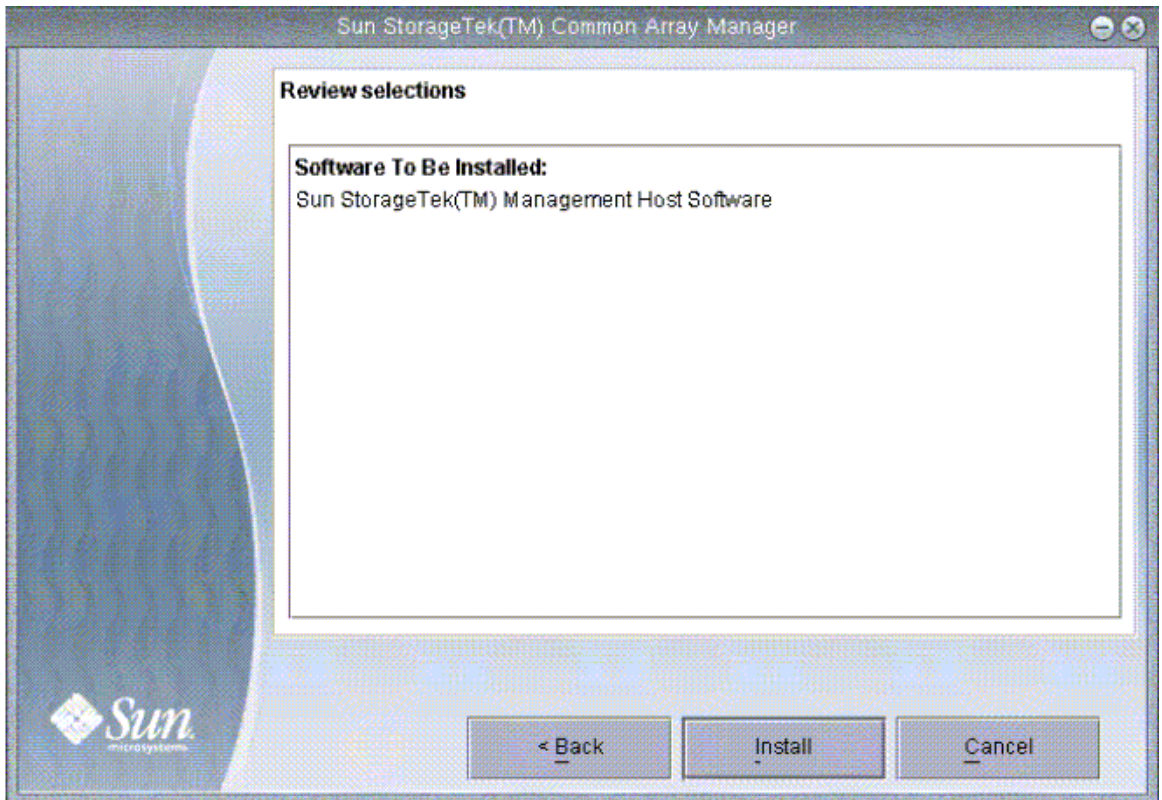 Sun StorageTek(TM) Common Array Manager
Review selections
Software To Be Installed:
Sun StorageTek(TM) Management Host Software
Sun
microsystems
< Back
Install
Cancel